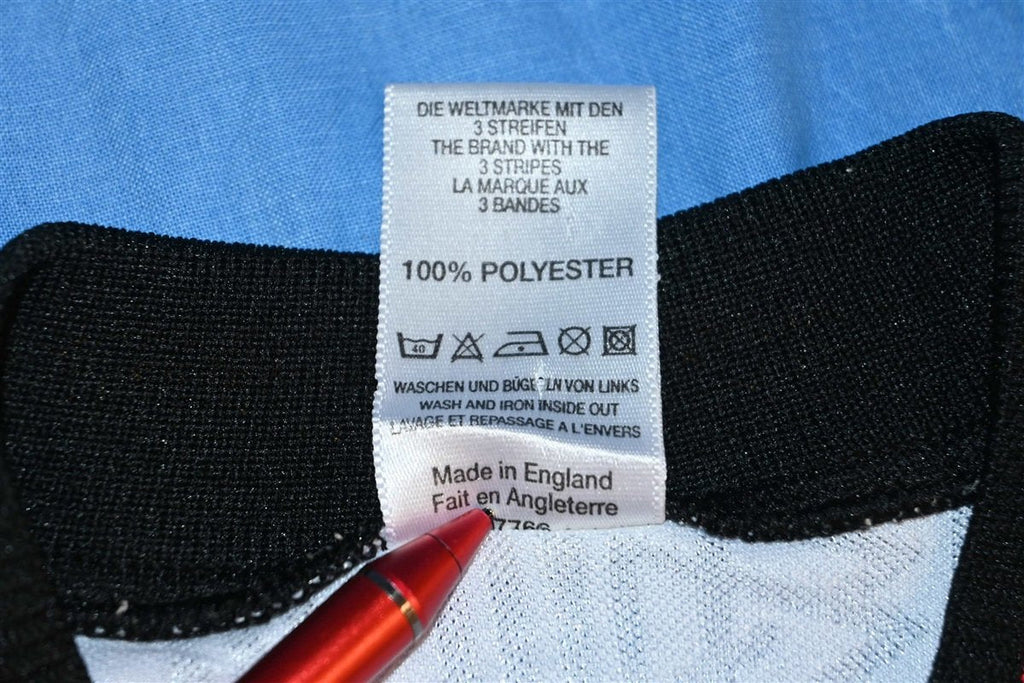 DIE WELTMARKE MIT DEN
3 STREIFEN
THE BRAND WITH THE
3 STRIPES
LA MARQUE AUX
3 BANDES
100% POLYESTER
40
WASCHEN UND BÜGELN VON LINKS
WASH AND IRON INSIDE OUT
LAVAGE ET REPASSAGE A L'ENVERS
Made in England
Fait en Angleterre